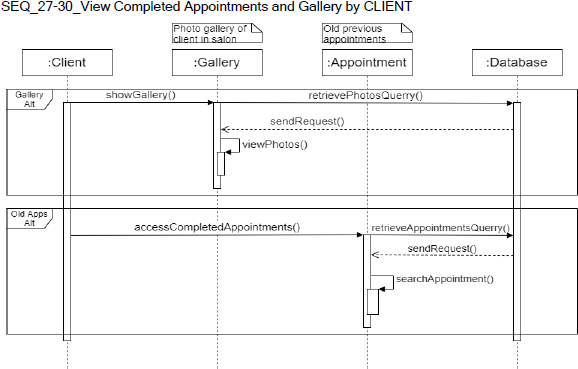 SEQ_27-30_View Completed Appointments and Gallery by CLIENT
Photo gallery of
client in salon
Old previous
appointments
:Client
:Gallery
:Appointment
:Database
Gallery
Alt
showGallery()
retrievePhotosQuerry()
sendRequest()
viewPhotos()
Old Apps
Alt
accessCompletedAppointments()
retrieveAppointmentsQuerry()
sendRequest()
searchAppointment()